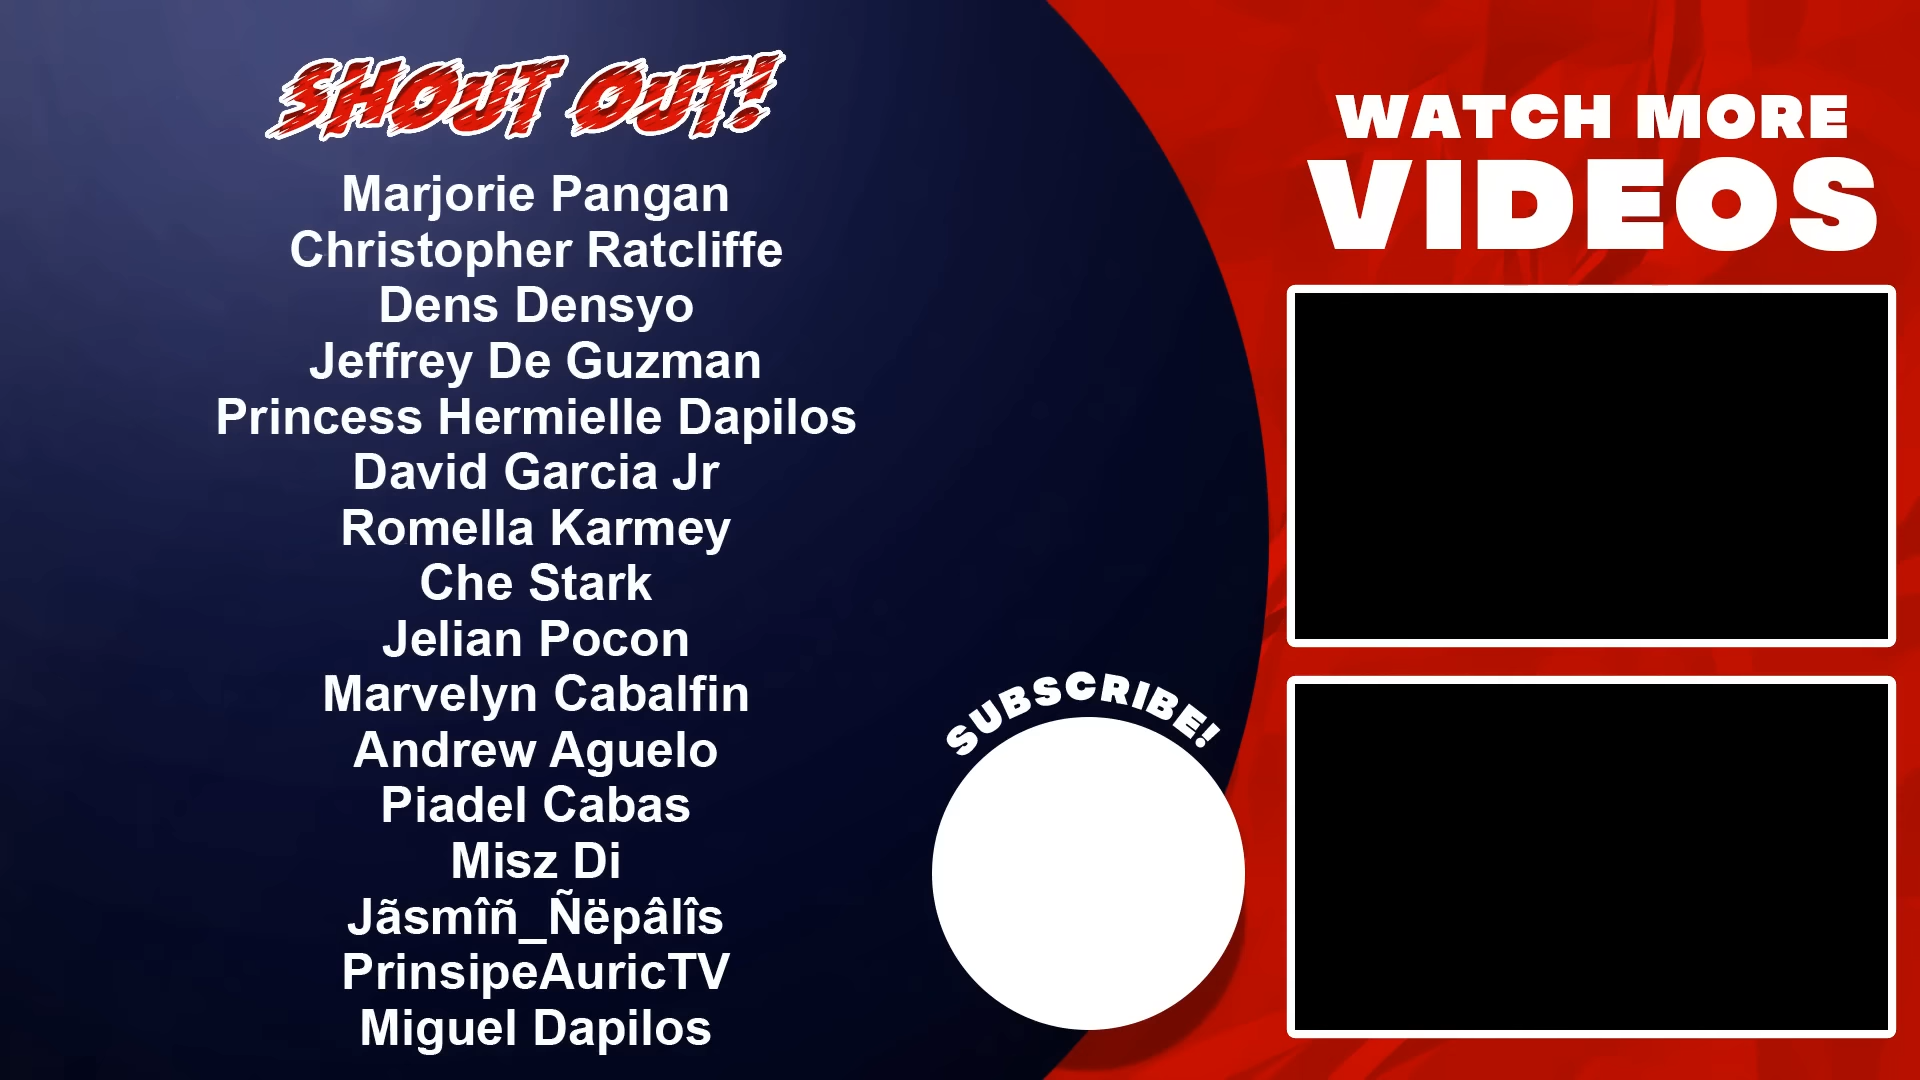 SHOUT OUT!
Marjorie Pangan
Christopher Ratcliffe
Dens Densyo
Jeffrey De Guzman
Princess Hermielle Dapilos
David Garcia Jr
Romella Karmey
Che Stark
Jelian Pocon
Marvelyn Cabalfin
Andrew Aguelo
Piadel Cabas
Misz Di
Jãsmîñ_Ñëpâlîs
PrinsipeAuricTV
Miguel Dapilos
SUBSCRIBE!
WATCH MORE
VIDEOS